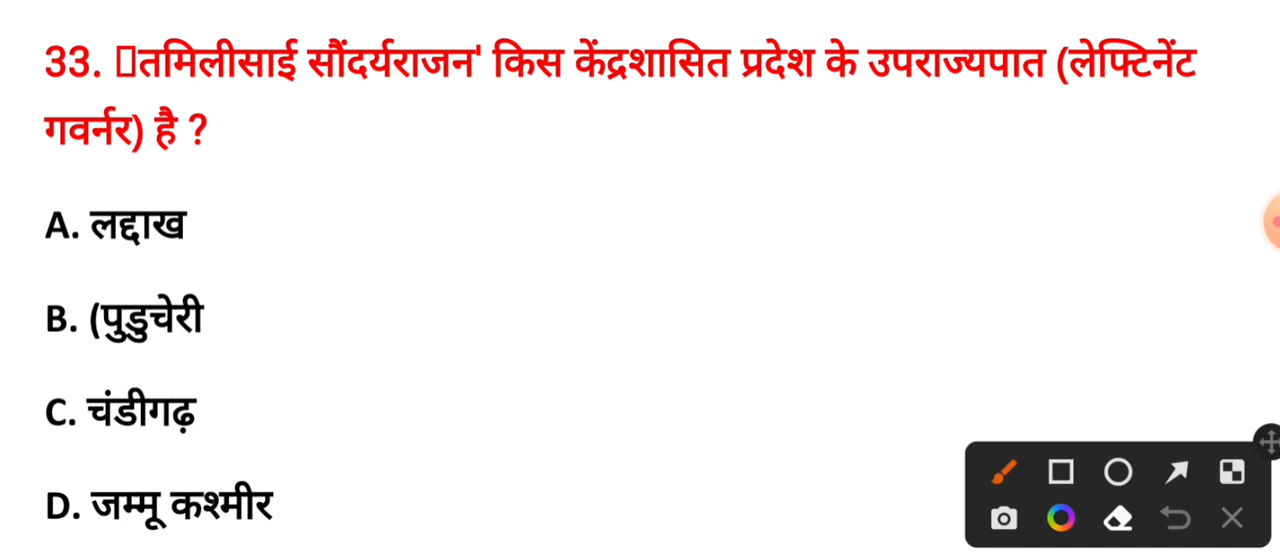 33. तमिलीसाई सौंदर्यराजन' किस केंद्रशासित प्रदेश के उपराज्यपात (लेफ्टिनेंट
गवर्नर) है ?
A. लद्दाख
B. (पुडुचेरी
C. चंडीगढ़
D. जम्मू कश्मीर